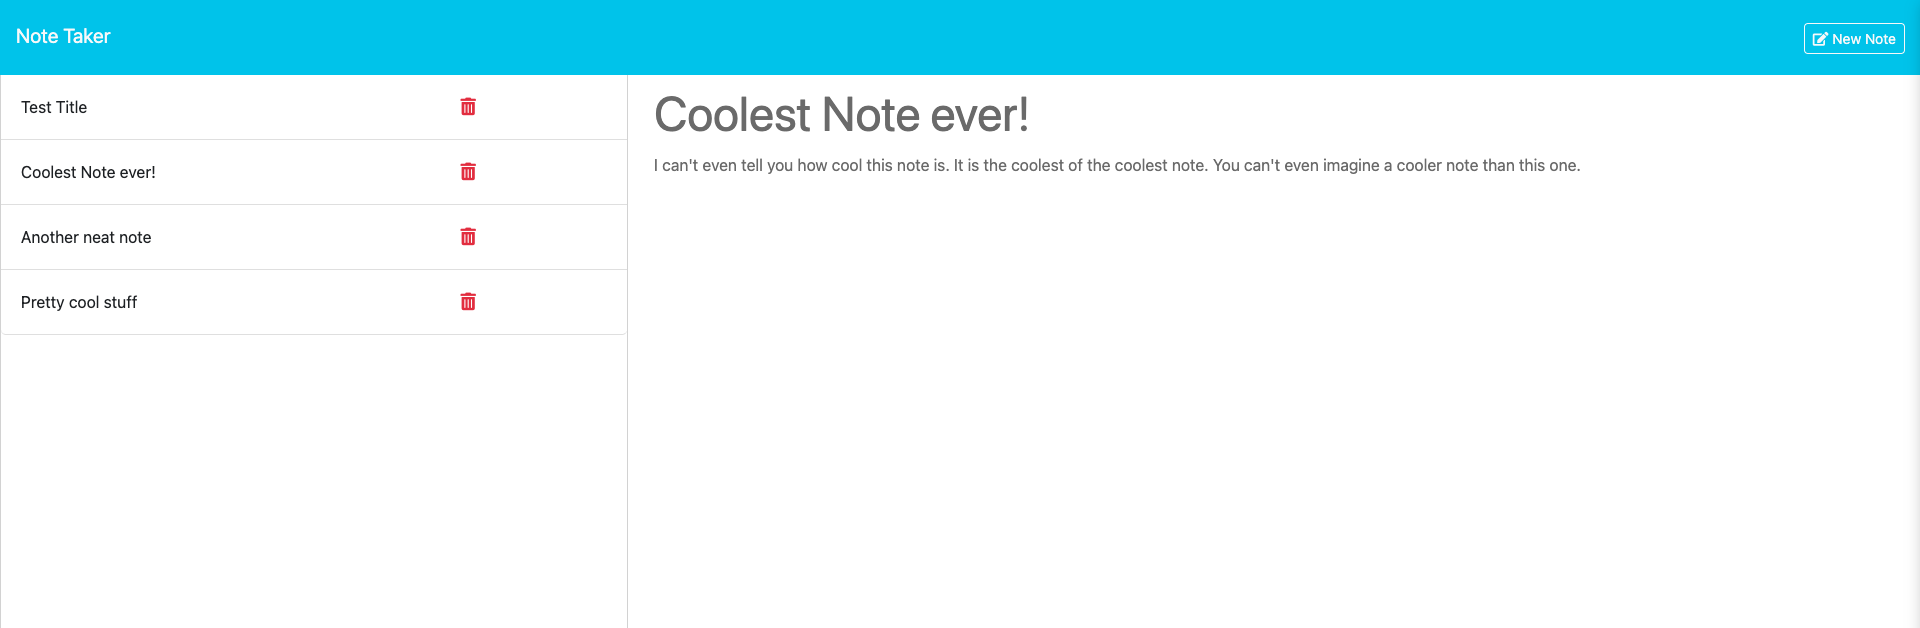 Note Taker
New Note
Test Title
Coolest Note ever!
Another neat note
Pretty cool stuff
Coolest Note ever!
I can't even tell you how cool this note is. It is the coolest of the coolest note. You can't even imagine a cooler note than this one.